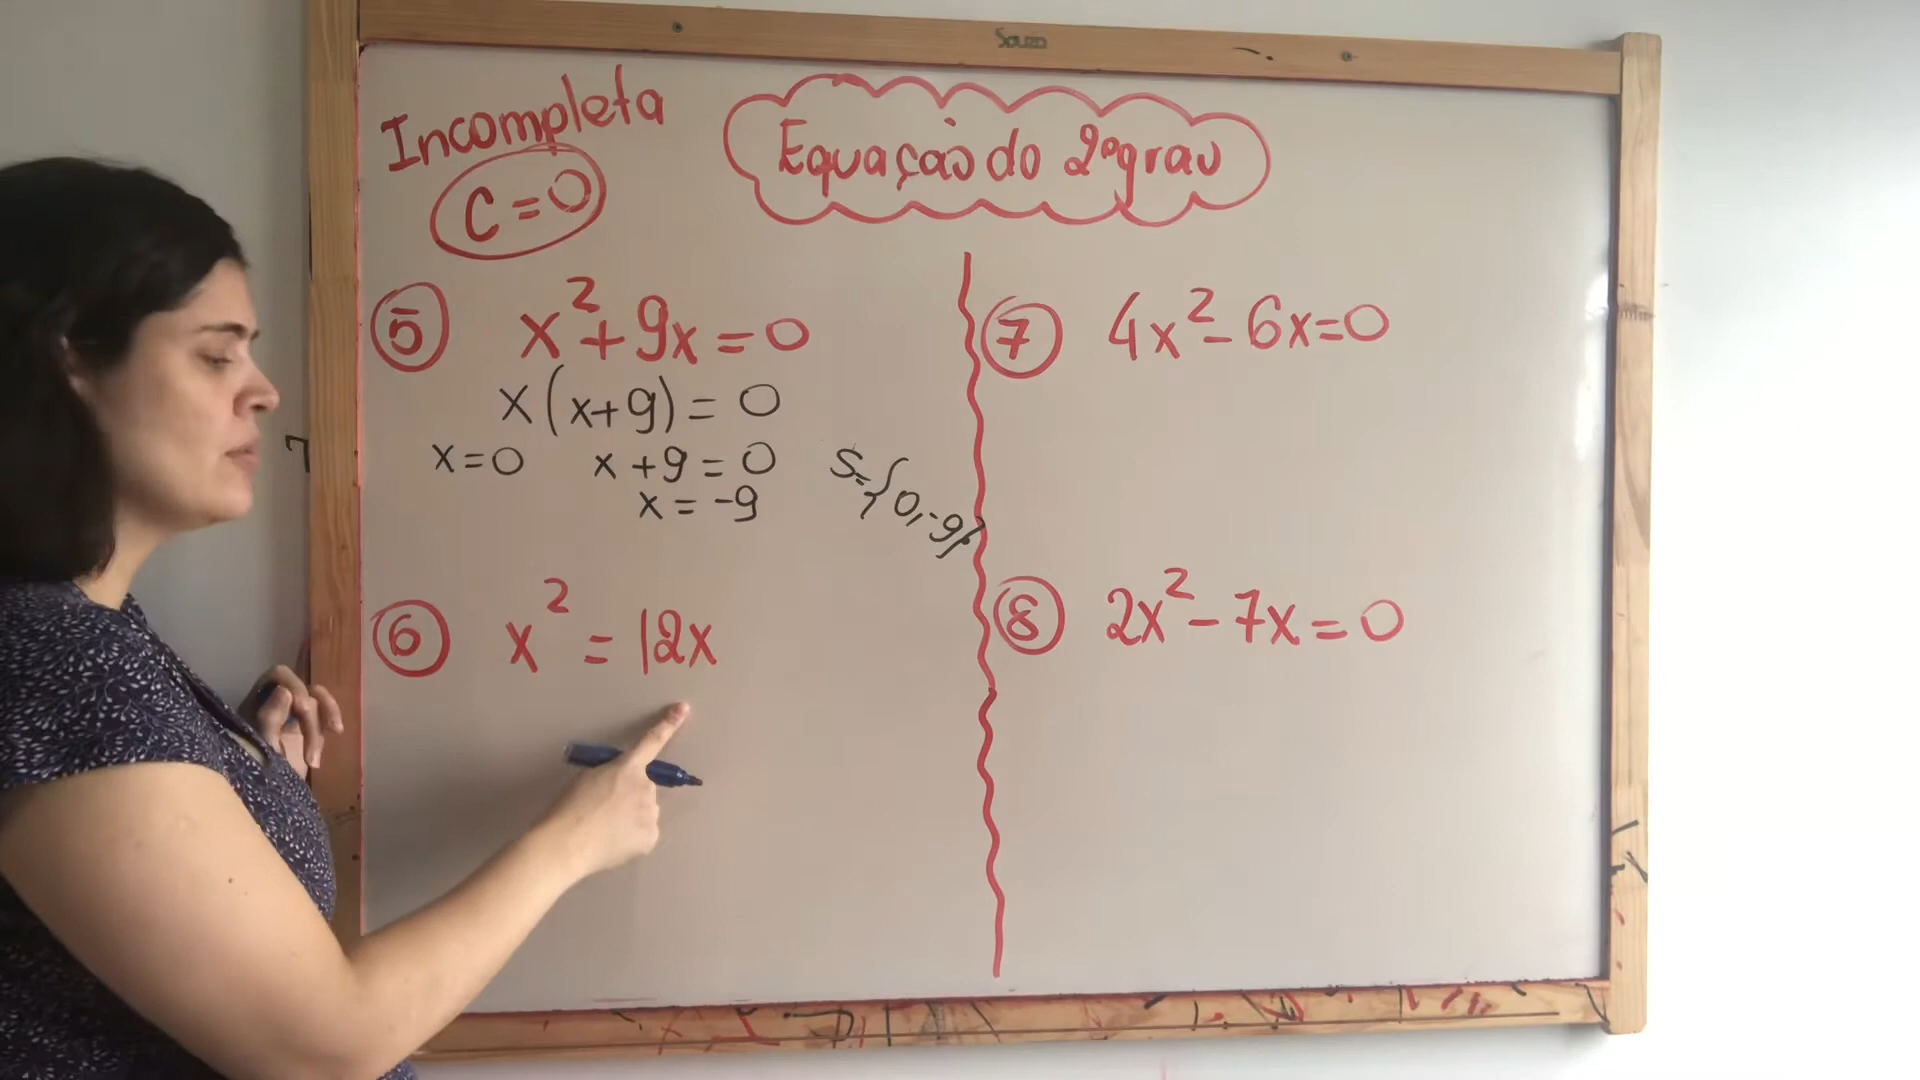 Souza
Incompleta
C = 0
Equação do 2º grau
5 x² + 9x = 0
x(x+9) = 0
x = 0 x + 9 = 0
x = -9
S = {0, -9}
6 x² = 12x
7 4x² - 6x = 0
8 2x² - 7x = 0